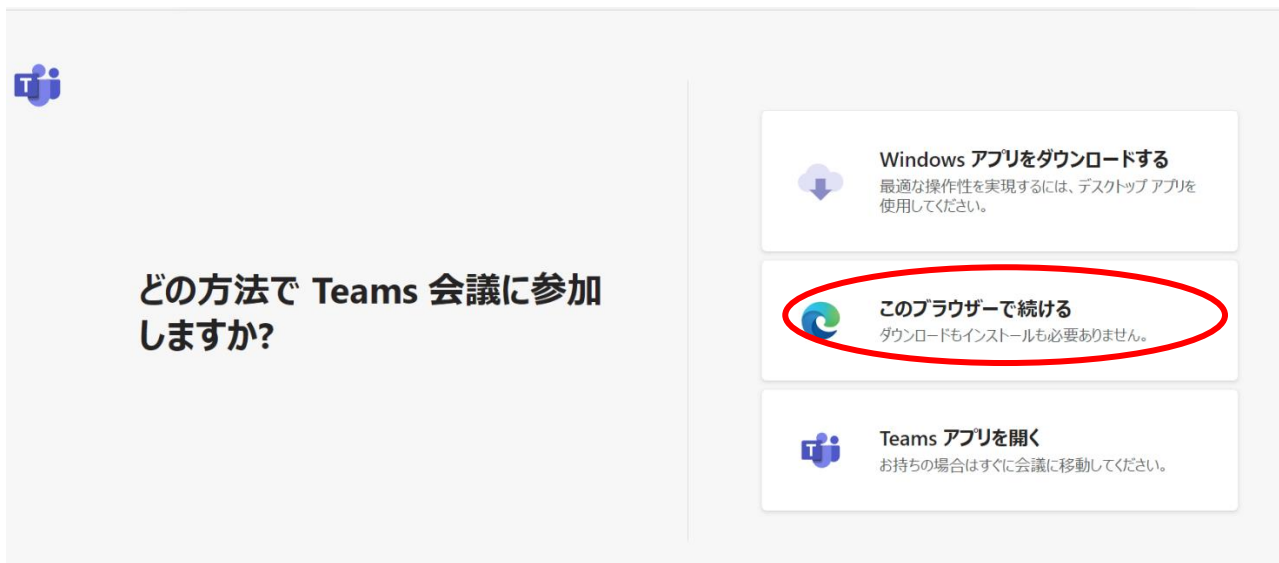 どの方法で Teams 会議に参加
しますか?
Windows アプリをダウンロードする
最適な操作性を実現するには、デスクトップ アプリを
使用してください。
このブラウザーで続ける
ダウンロードもインストールも必要ありません。
Teams アプリを開く
お持ちの場合はすぐに会議に移動してください。